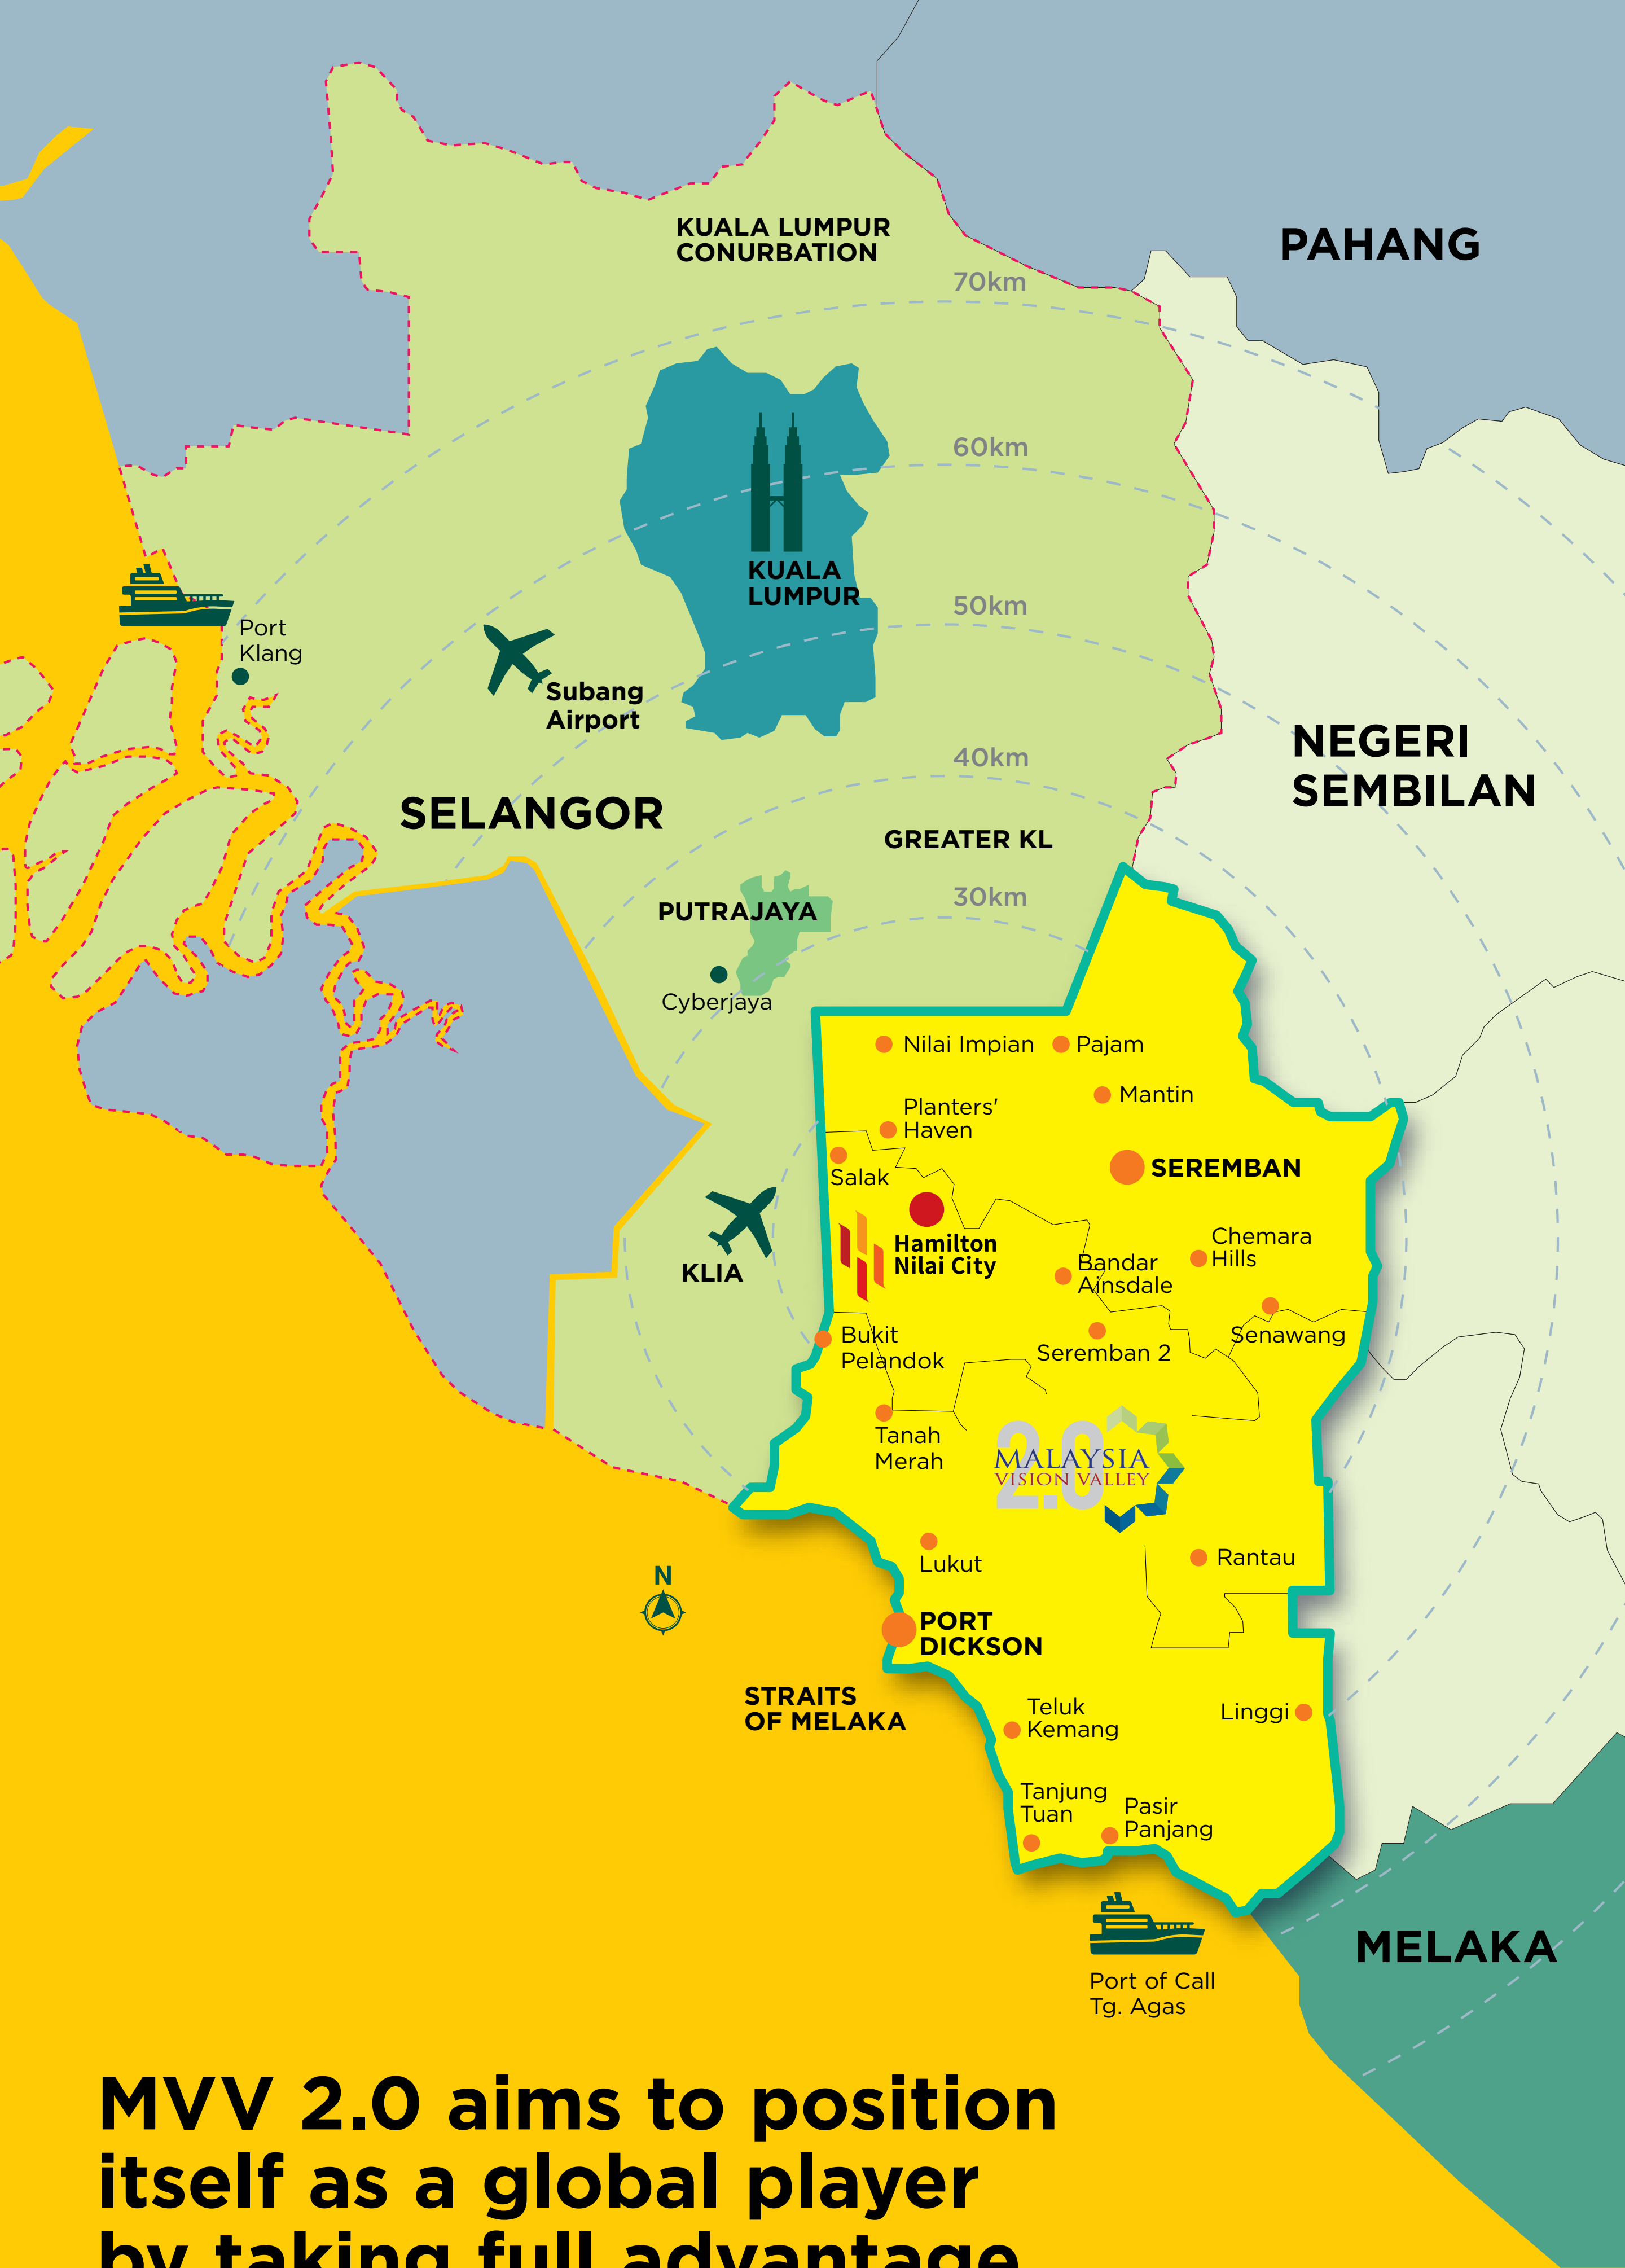 KUALA LUMPUR
CONURBATION
PAHANG
70km
60km
KUALA
LUMPUR
50km
Port
Klang
Subang
Airport
NEGERI
SEMBILAN
40km
SELANGOR
GREATER KL
30km
PUTRAJAYA
Cyberjaya
Nilai Impian
Pajam
Mantin
Planters'
Haven
Salak
SEREMBAN
Hamilton
Nilai City
KLIA
Chemara
Hills
Bandar
Ainsdale
Bukit
Pelandok
Senawang
Seremban 2
Tanah
Merah
2.0
MALAYSIA
VISION VALLEY
Lukut
Rantau
N
PORT
DICKSON
STRAITS
OF MELAKA
Teluk
Kemang
Linggi
Tanjung
Tuan
Pasir
Panjang
MELAKA
Port of Call
Tg. Agas
MVV 2.0 aims to position
itself as a global player
by taking full advantage